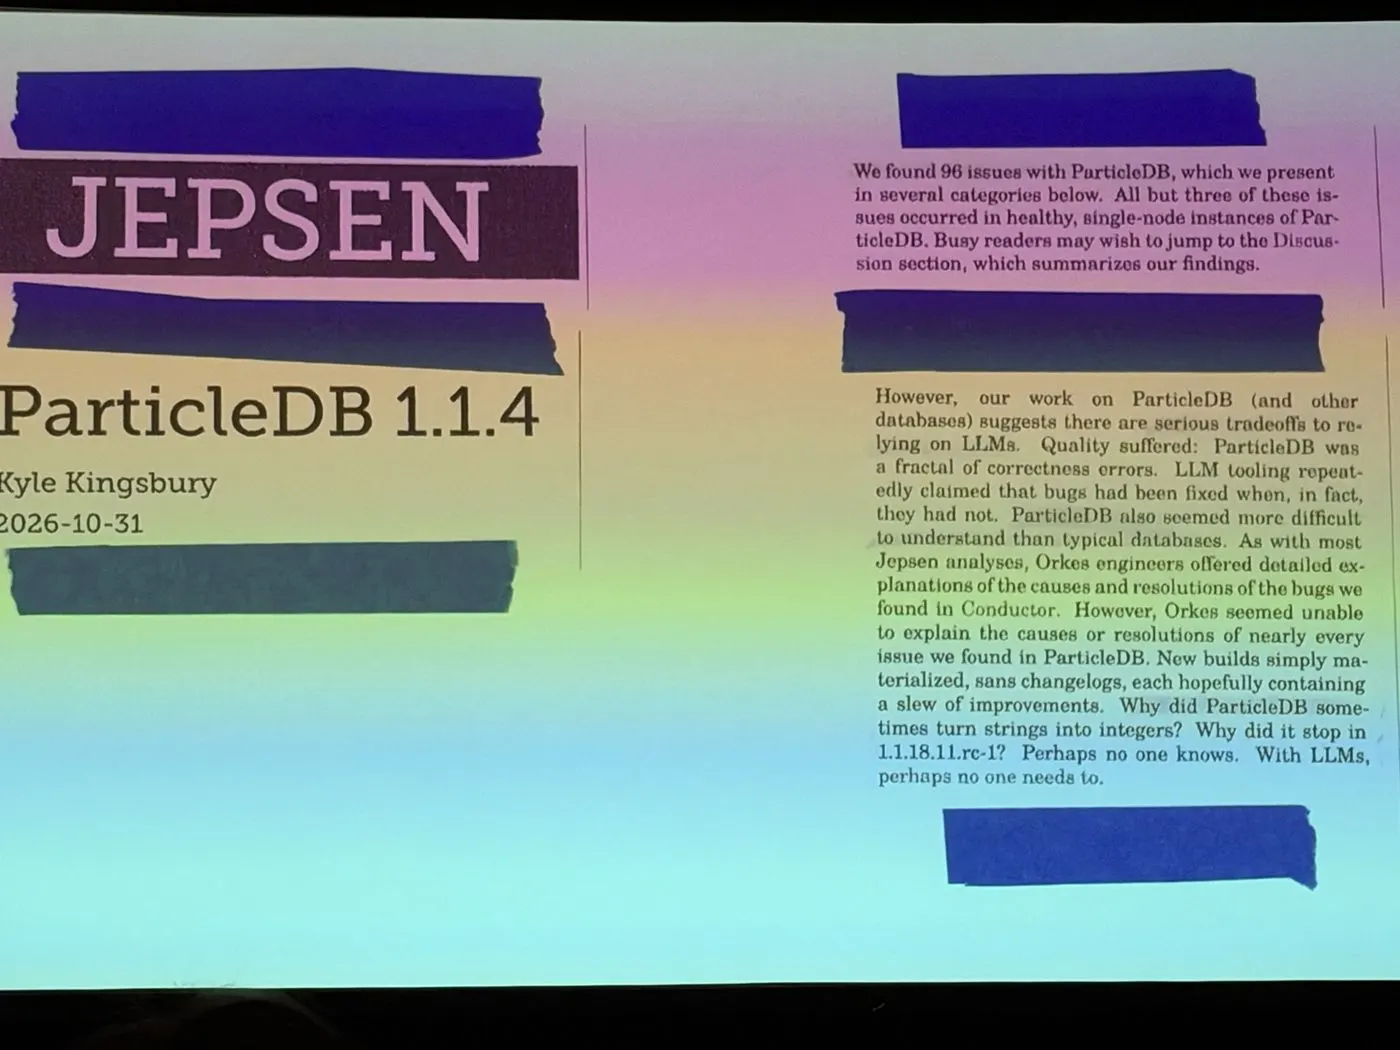 JEPSEN
ParticleDB 1.1.4
Kyle Kingsbury
2026-10-31
We found 96 issues with ParticleDB, which we present
in several categories below. All but three of these is-
sues occurred in healthy, single-node instances of Par-
ticleDB. Busy readers may wish to jump to the Discus-
sion section, which summarizes our findings.
However, our work on ParticleDB (and other
databases) suggests there are serious tradeoffs to re-
lying on LLMs. Quality suffered: ParticleDB was
a fractal of correctness errors. LLM tooling repeat-
edly claimed that bugs had been fixed when, in fact,
they had not. ParticleDB also seemed more difficult
to understand than typical databases. As with most
Jepsen analyses, Orkes engineers offered detailed ex-
planations of the causes and resolutions of the bugs we
found in Conductor. However, Orkes seemed unable
to explain the causes or resolutions of nearly every
issue we found in ParticleDB. New builds simply ma-
terialized, sans changelogs, each hopefully containing
a slew of improvements. Why did ParticleDB some-
times turn strings into integers? Why did it stop in
1.1.18.11.rc-1? Perhaps no one knows. With LLMs,
perhaps no one needs to.